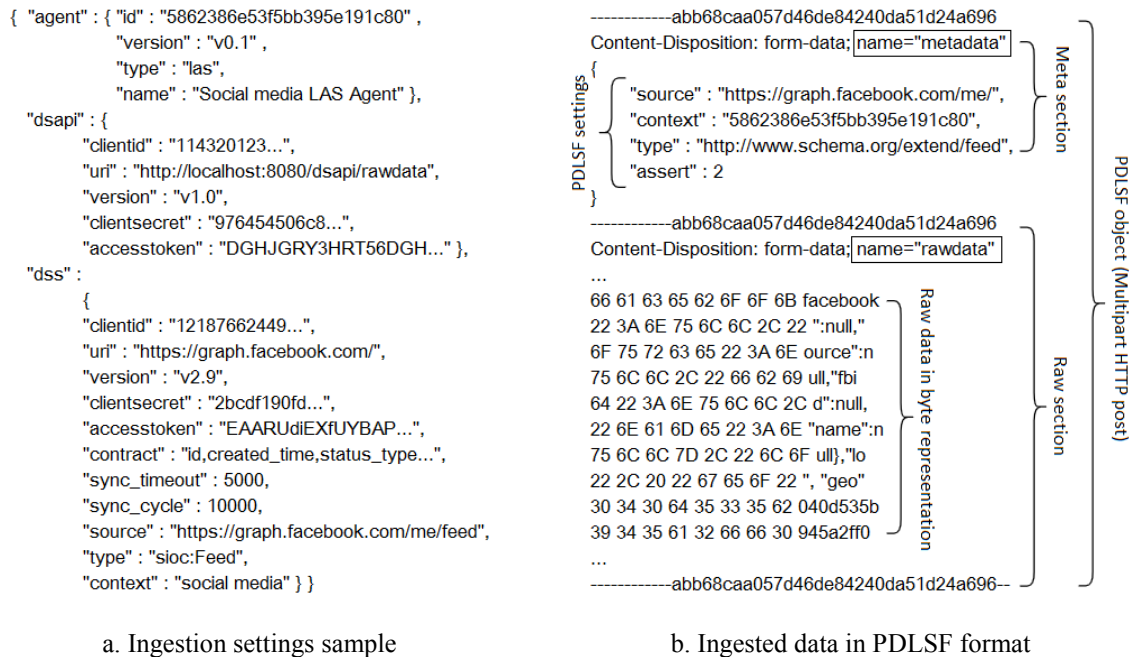 { "agent" : { "id" : "5862386e53f5bb395e191c80" ,
"version" : "v0.1" ,
"type" : "las",
"name" : "Social media LAS Agent" },
"dsapi" : {
"clientid" : "114320123...",
"uri" : "http://localhost:8080/dsapi/rawdata",
"version" : "v1.0",
"clientsecret" : "976454506c8...",
"accesstoken" : "DGHJGRY3HRT56DGH..." },
"dss" :
{
"clientid" : "12187662449...",
"uri" : "https://graph.facebook.com/",
"version" : "v2.9",
"clientsecret" : "2bcdf190fd...",
"accesstoken" : "EAARUdiEXfUYBAP...",
"contract" : "id,created_time,status_type...",
"sync_timeout" : 5000,
"sync_cycle" : 10000,
"source" : "https://graph.facebook.com/me/feed",
"type" : "sioc:Feed",
"context" : "social media" } }
a. Ingestion settings sample
------------abb68caa057d46de84240da51d24a696
Content-Disposition: form-data; name="metadata"
{
"source" : "https://graph.facebook.com/me/",
"context" : "5862386e53f5bb395e191c80",
"type" : "http://www.schema.org/extend/feed",
"assert" : 2
}
PDLSF settings
Meta section
------------abb68caa057d46de84240da51d24a696
Content-Disposition: form-data; name="rawdata"
...
66 61 63 65 62 6F 6F 6B facebook
22 3A 6E 75 6C 6C 2C 22 ":null,"
6F 75 72 63 65 22 3A 6E ource":n
75 6C 6C 2C 22 66 62 69 ull,"fbi
64 22 3A 6E 75 6C 6C 2C d":null,
22 6E 61 6D 65 22 3A 6E "name":n
75 6C 6C 7D 2C 22 6C 6F ull},"lo
22 2C 20 22 67 65 6F 22 ", "geo"
30 34 30 64 35 33 35 62 040d535b
39 34 35 61 32 66 66 30 945a2ff0
...
------------abb68caa057d46de84240da51d24a696--
Raw data in byte representation
Raw section
PDLSF object (Multipart HTTP post)
b. Ingested data in PDLSF format